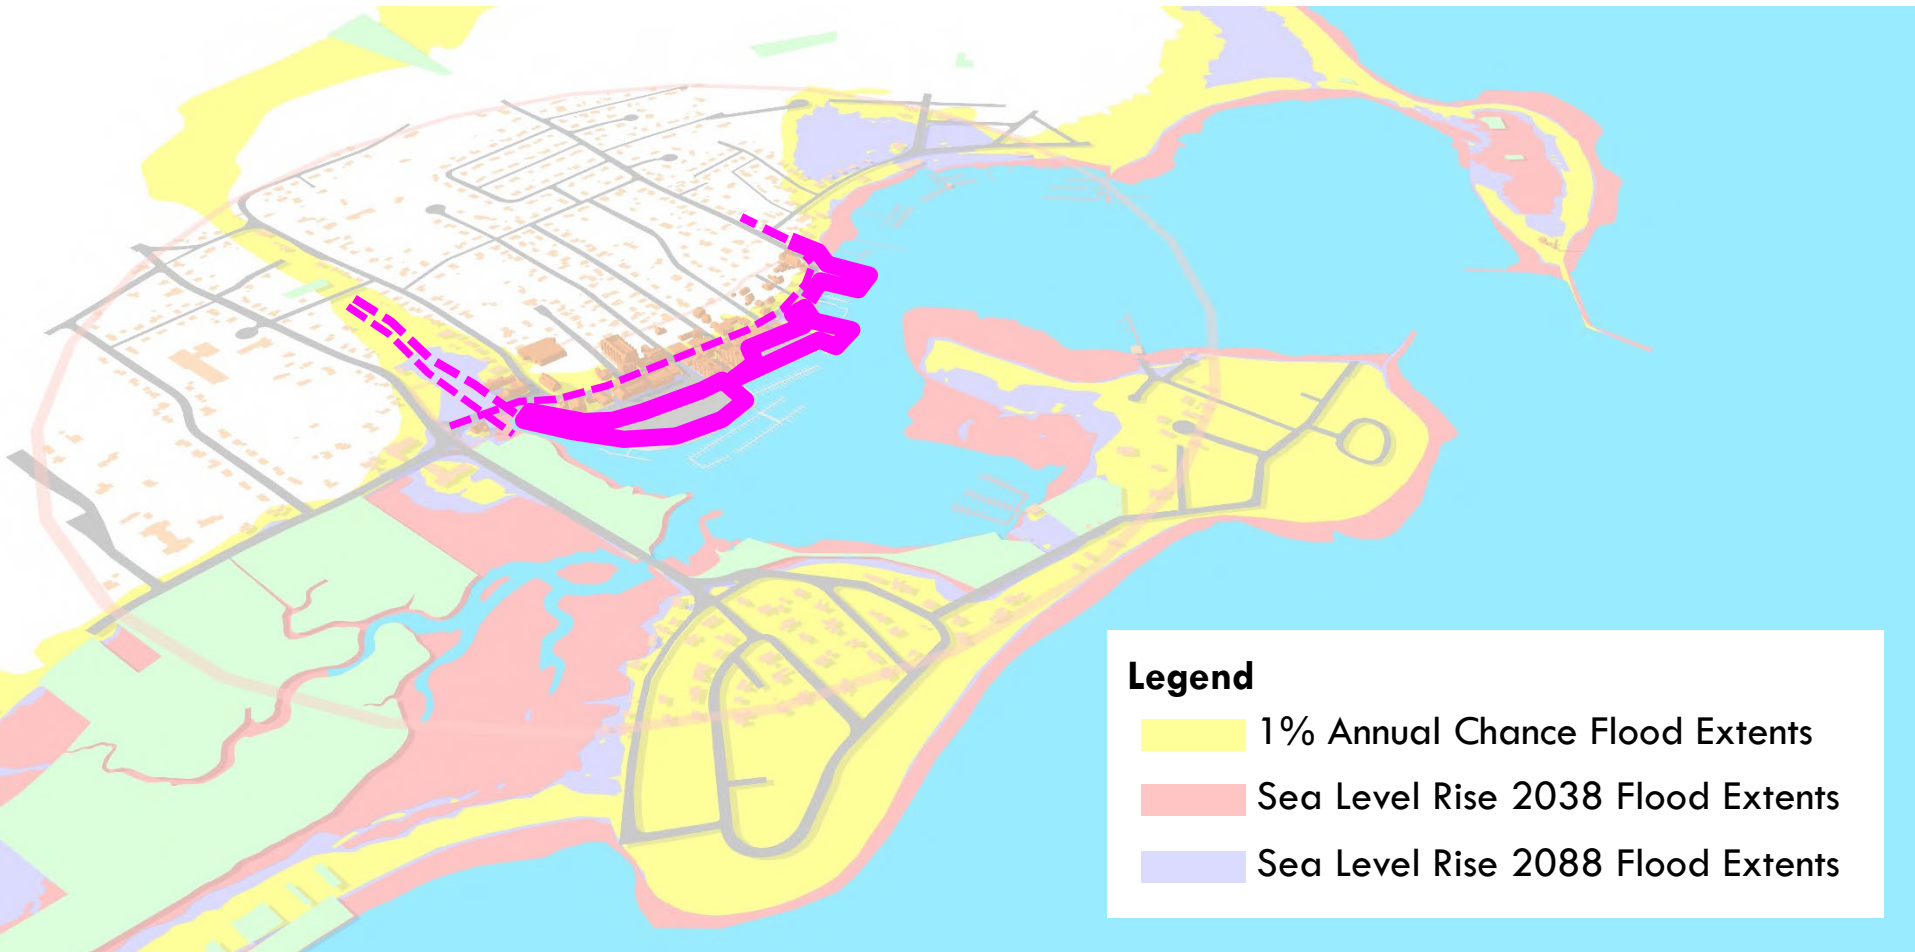 Legend
1% Annual Chance Flood Extents
Sea Level Rise 2038 Flood Extents
Sea Level Rise 2088 Flood Extents